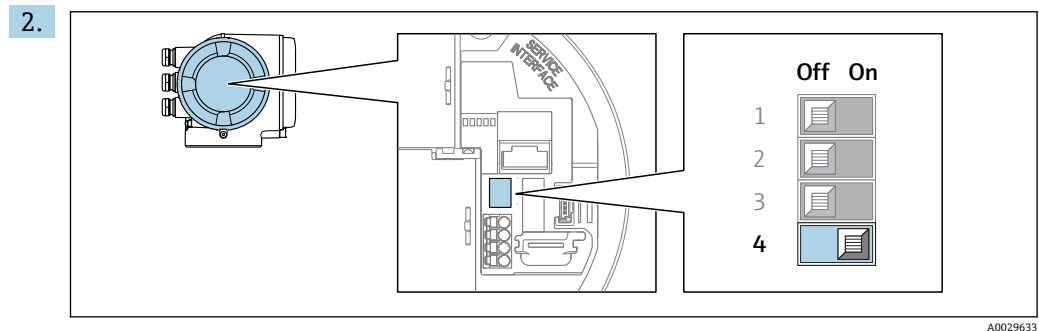 2.
SERVICE
INTERFACE
Off On
1
2
3
4
A0029633